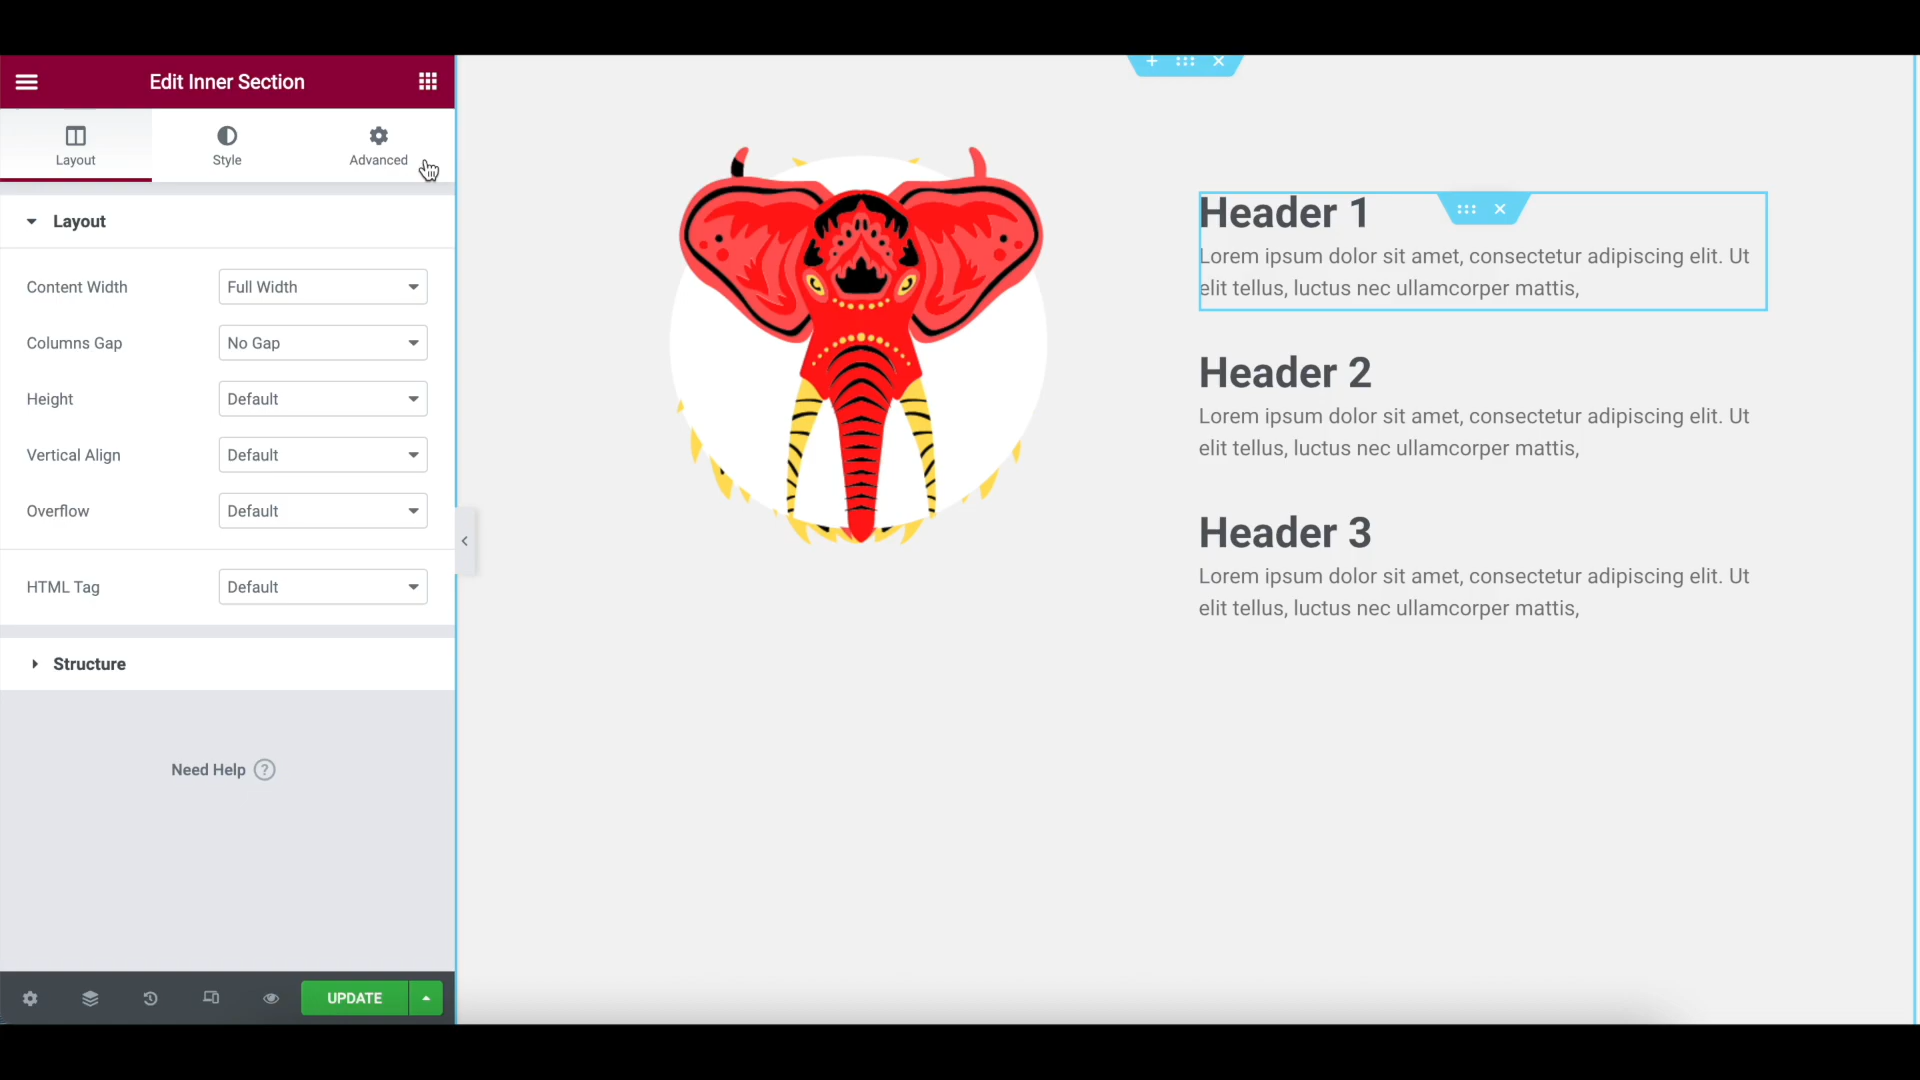 Edit Inner Section
Layout
Style
Advanced
Layout
Content Width
Full Width
Columns Gap
No Gap
Height
Default
Vertical Align
Default
Overflow
Default
HTML Tag
Default
Structure
Need Help ?
UPDATE
Header 1
Lorem ipsum dolor sit amet, consectetur adipiscing elit. Ut
elit tellus, luctus nec ullamcorper mattis,
Header 2
Lorem ipsum dolor sit amet, consectetur adipiscing elit. Ut
elit tellus, luctus nec ullamcorper mattis,
Header 3
Lorem ipsum dolor sit amet, consectetur adipiscing elit. Ut
elit tellus, luctus nec ullamcorper mattis,